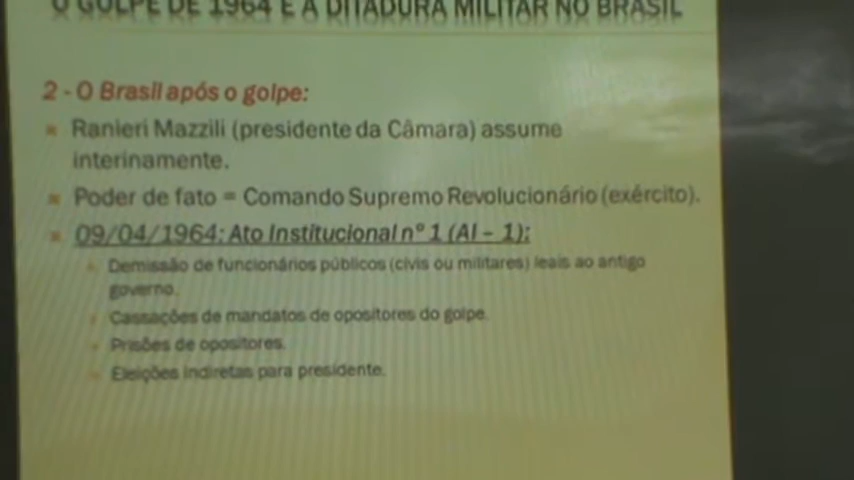 O GOLPE DE 1964 E A DITADURA MILITAR NO BRASIL
2 - O Brasil após o golpe:
Ranieri Mazzili (presidente da Câmara) assume
interinamente.
Poder de fato = Comando Supremo Revolucionário (exército).
09/04/1964: Ato Institucional nº 1 (AI – 1):
Demissão de funcionários públicos (civis ou militares) leais ao antigo
governo.
Cassações de mandatos de opositores do golpe.
Prisões de opositores.
Eleições indiretas para presidente.